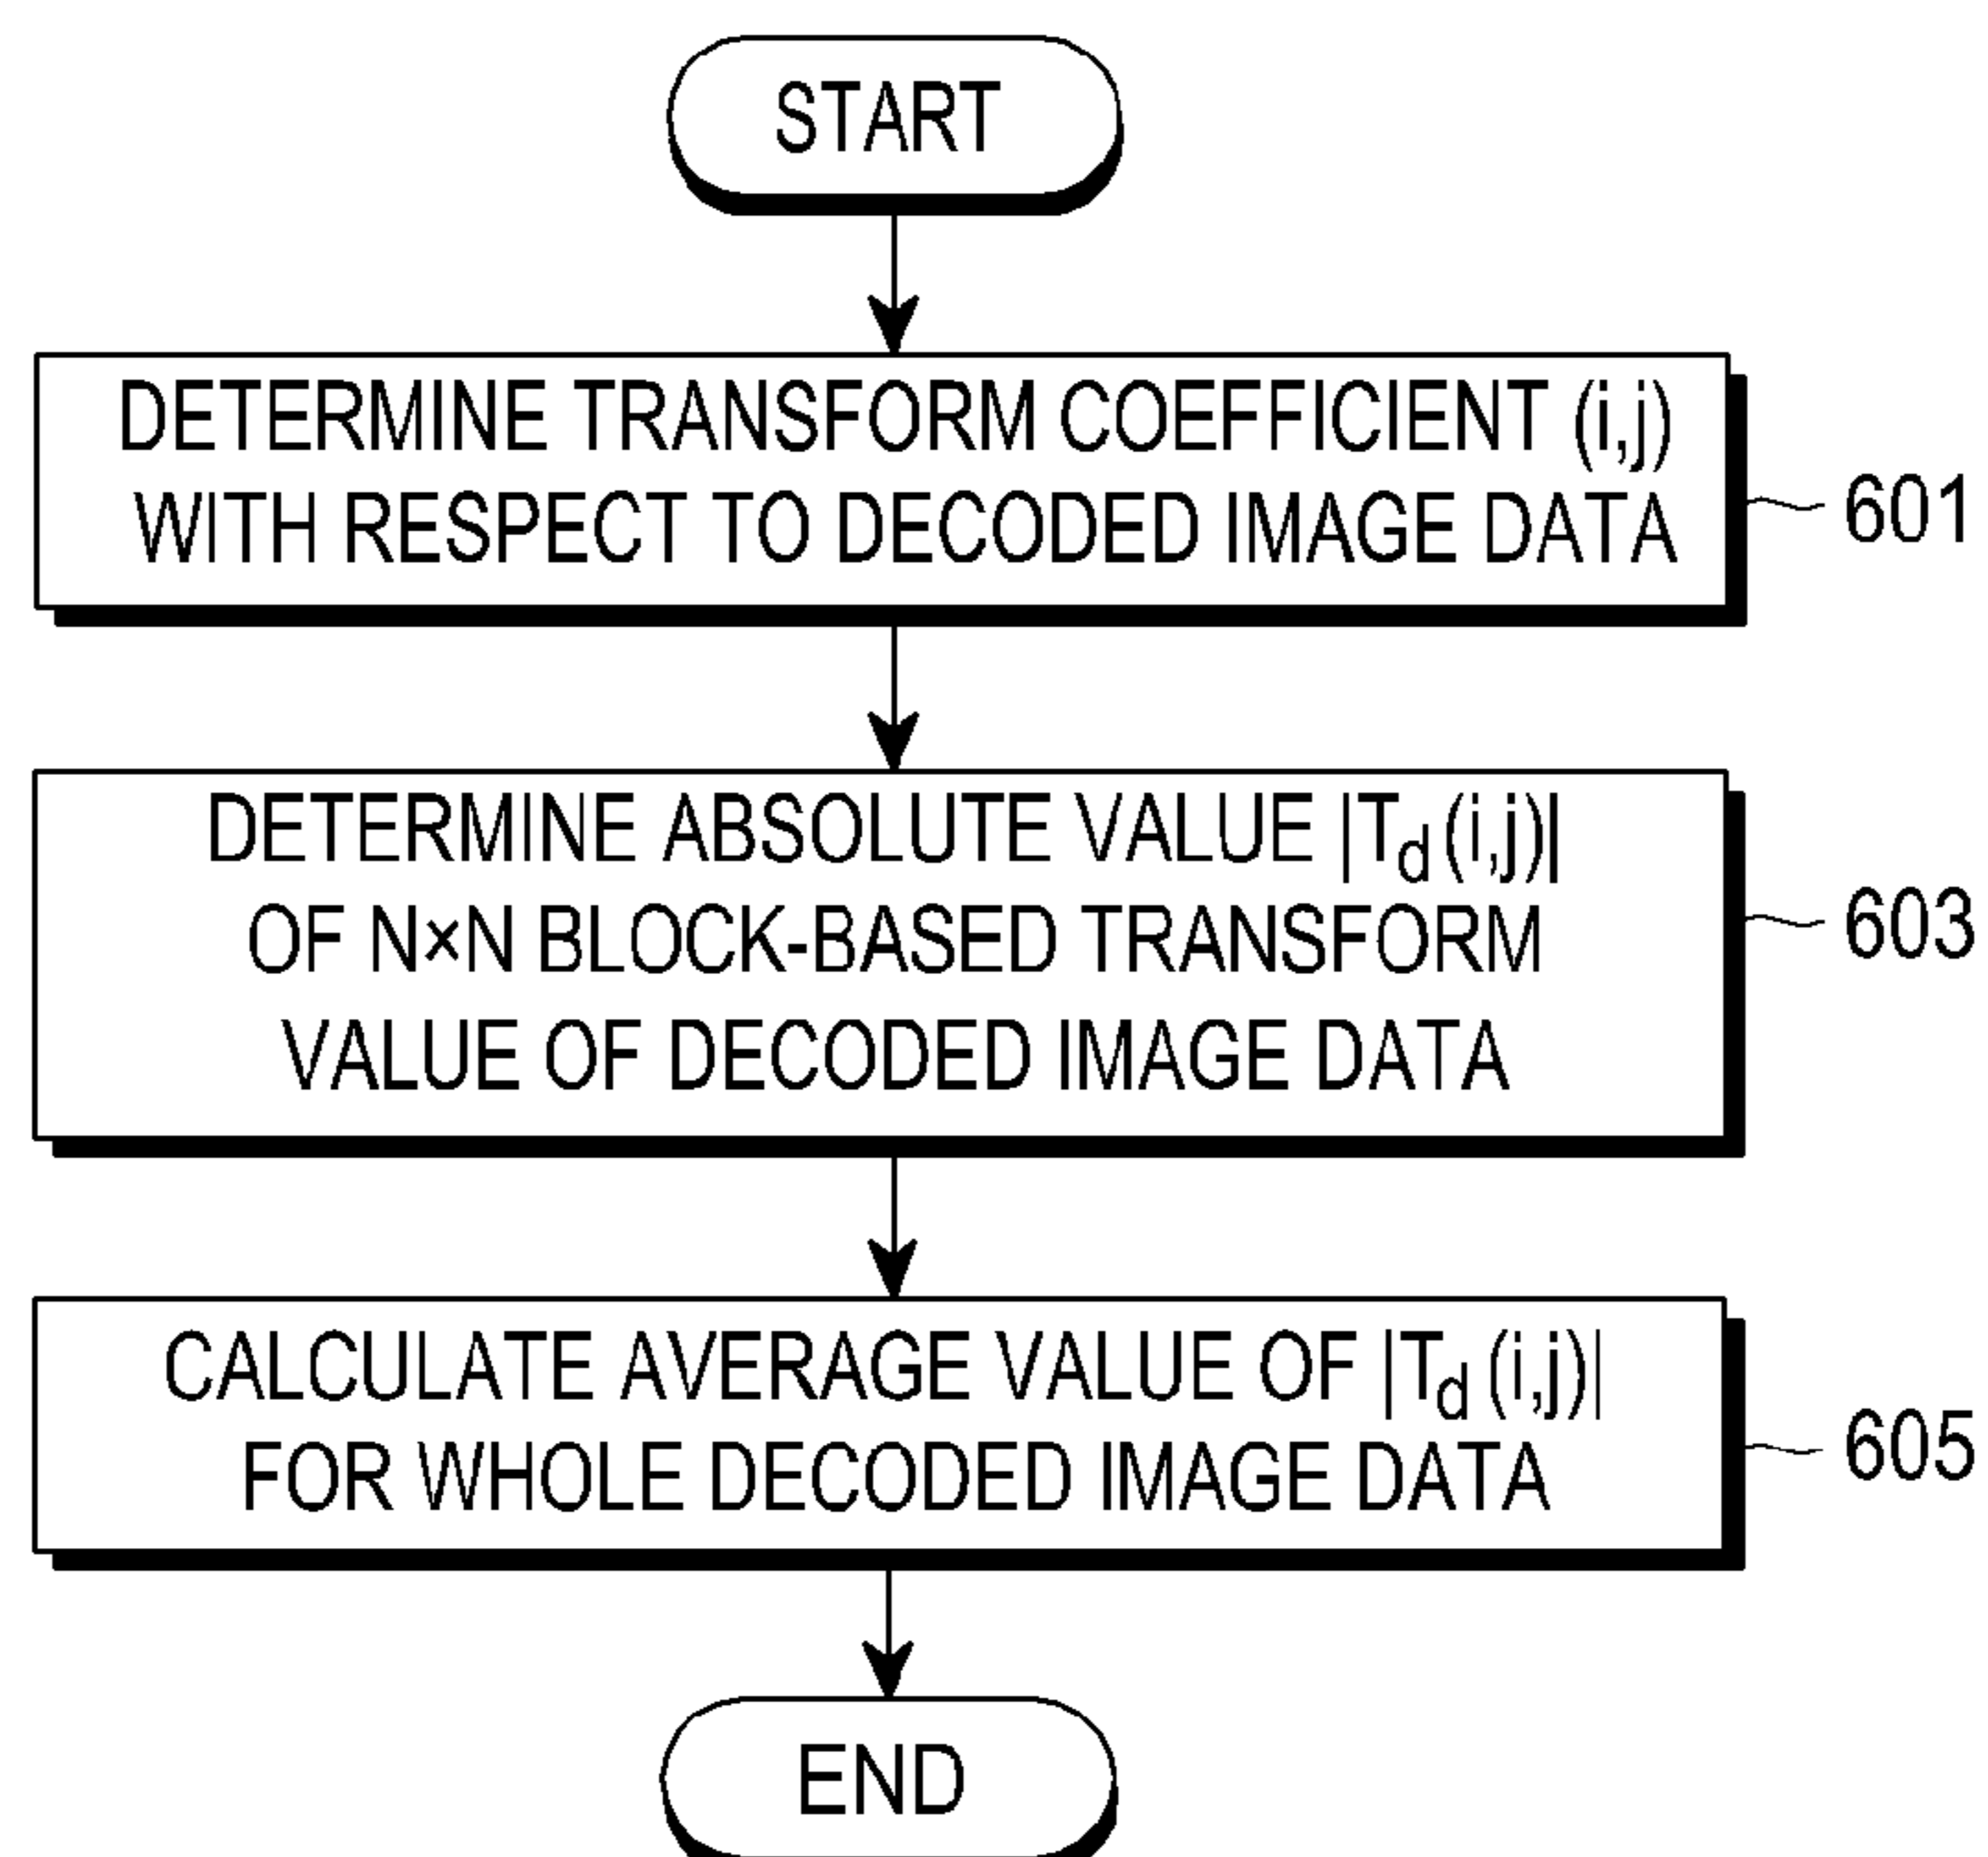 START
DETERMINE TRANSFORM COEFFICIENT (i,j)
WITH RESPECT TO DECODED IMAGE DATA
601
DETERMINE ABSOLUTE VALUE |Td(i,j)|
OF N×N BLOCK-BASED TRANSFORM
VALUE OF DECODED IMAGE DATA
603
CALCULATE AVERAGE VALUE OF |Td(i,j)|
FOR WHOLE DECODED IMAGE DATA
605
END